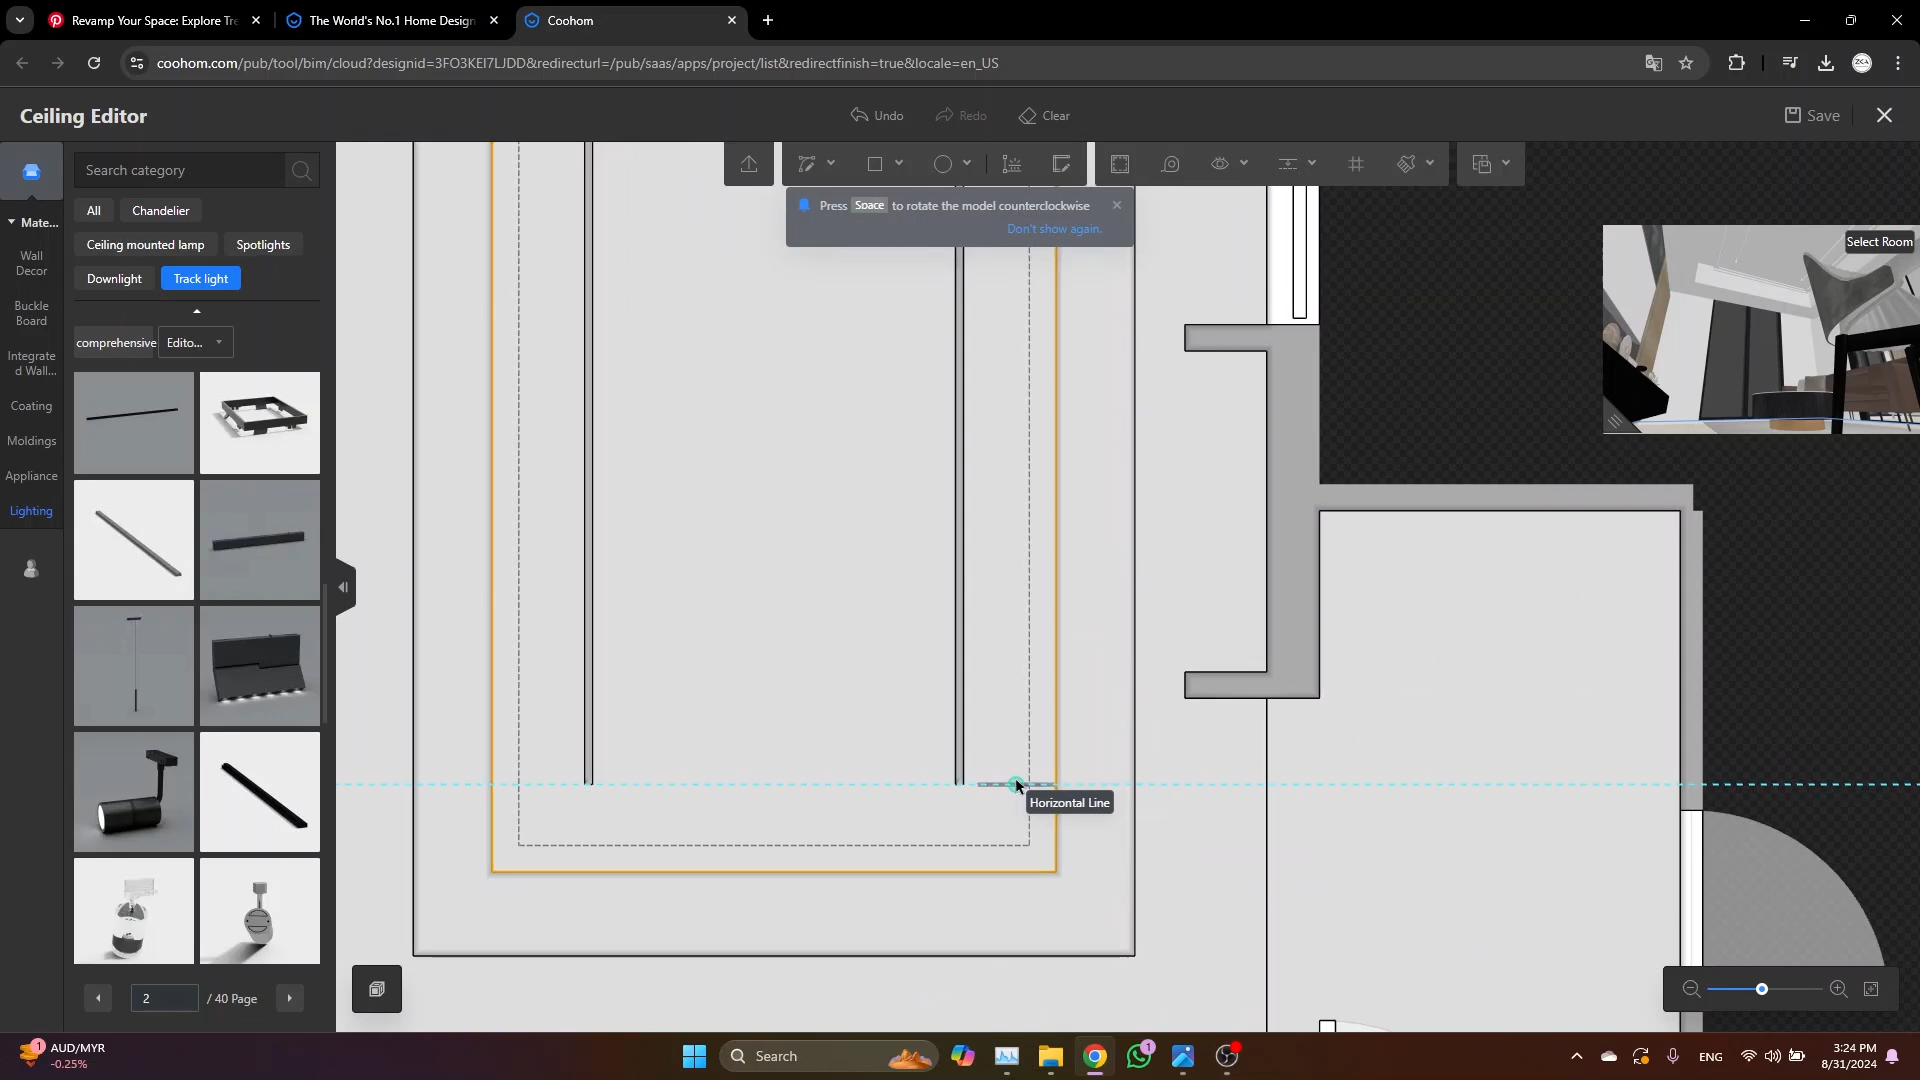 Revamp Your Space: Explore Tre
The World's No.1 Home Design
Coohom
coohom.com/pub/tool/bim/cloud?designid=3FO3KEI7LJDD&redirecturl=/pub/saas/apps/project/list&redirectfinish=true&locale=en_US
Ceiling Editor
Undo
Redo
Clear
Save
Search category
All
Chandelier
Ceiling mounted lamp
Spotlights
Downlight
Track light
Mate...
Wall
Decor
Buckle
Board
Integrate
d Wall...
Coating
Moldings
Appliance
Lighting
comprehensive
Edito...
Press Space to rotate the model counterclockwise
Don't show again.
Select Room
Horizontal Line
2
/ 40 Page
1
AUD/MYR
-0.25%
Search
1
ENG
3:24 PM
8/31/2024